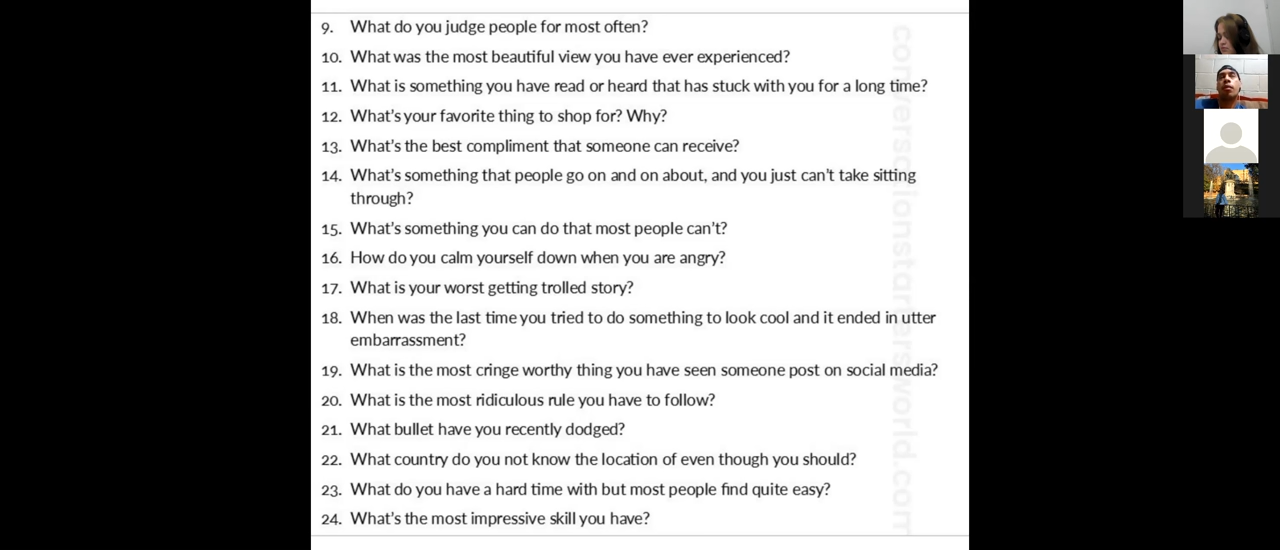 9. What do you judge people for most often?
10. What was the most beautiful view you have ever experienced?
11. What is something you have read or heard that has stuck with you for a long time?
12. What's your favorite thing to shop for? Why?
13. What's the best compliment that someone can receive?
14. What's something that people go on and on about, and you just can't take sitting
through?
15. What's something you can do that most people can't?
16. How do you calm yourself down when you are angry?
17. What is your worst getting trolled story?
18. When was the last time you tried to do something to look cool and it ended in utter
embarrassment?
19. What is the most cringe worthy thing you have seen someone post on social media?
20. What is the most ridiculous rule you have to follow?
21. What bullet have you recently dodged?
22. What country do you not know the location of even though you should?
23. What do you have a hard time with but most people find quite easy?
24. What's the most impressive skill you have?
conversationstartersworld.com